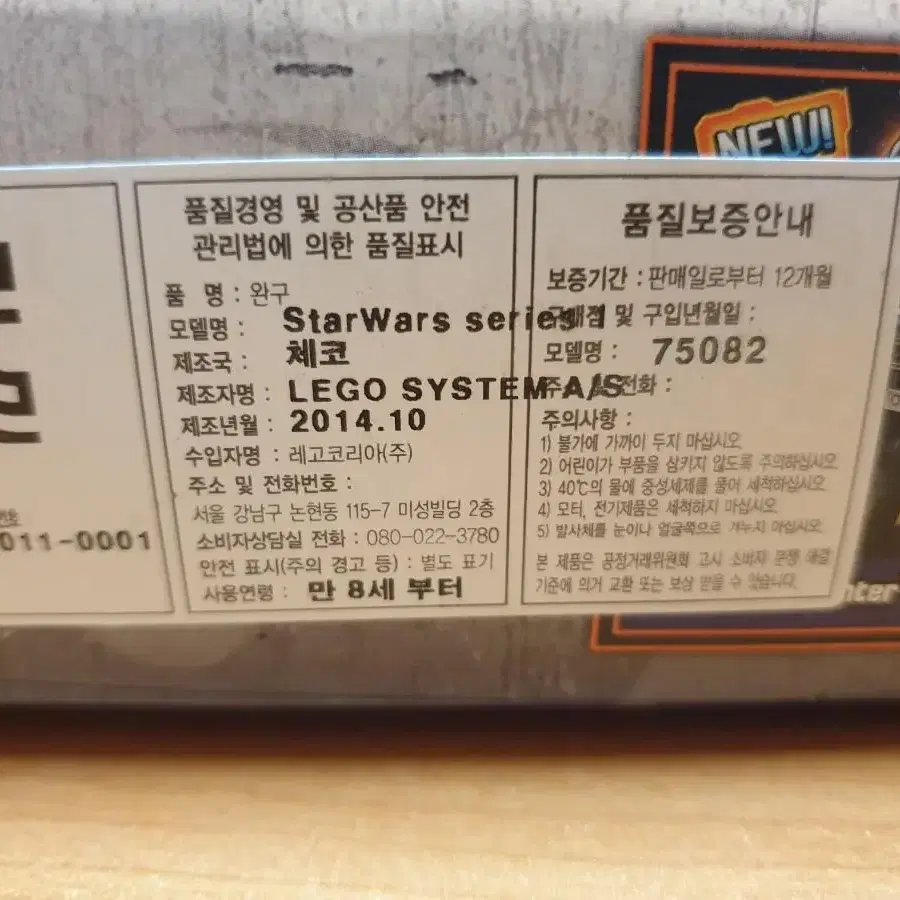 NEW!
011-0001
품질경영 및 공산품 안전
관리법에 의한 품질표시
품 명 : 완구
모델명 : StarWars series 1
제조국 : 체코
제조자명 : LEGO SYSTEM A/S
제조년월 : 2014.10
수입자명 : 레고코리아(주)
주소 및 전화번호 :
서울 강남구 논현동 115-7 미성빌딩 2층
소비자상담실 전화 : 080-022-3780
안전 표시(주의 경고 등) : 별도 표기
사용연령 : 만 8세 부터
품질보증안내
보증기간 : 판매일로부터 12개월
및 구입년월일 :
모델명 : 75082
전화 :
주의사항 :
1) 불가에 가까이 두지 마십시오
2) 어린이가 부품을 삼키지 않도록 주의하십시오
3) 40℃의 물에 중성세제를 풀어 세척하십시오
4) 모터, 전기제품은 세척하지 마십시오
5) 발사체를 눈이나 얼굴쪽으로 겨누지 마십시오
본 제품은 공정거래위원회 고시 소비자 분쟁 해결
기준에 의거 교환 또는 보상 받을 수 있습니다.